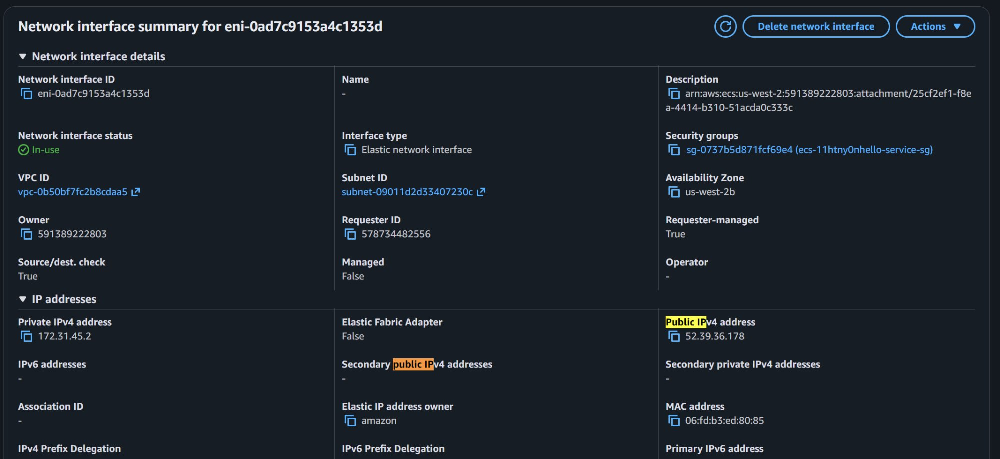 Network interface summary for eni-0ad7c9153a4c1353d
Delete network interface
Actions
Network interface details
Network interface ID
eni-0ad7c9153a4c1353d
Name
-
Description
arn:aws:ecs:us-west-2:591389222803:attachment/25cf2ef1-f8e
a-4414-b310-51acda0c333c
Network interface status
In-use
Interface type
Elastic network interface
Security groups
sg-0737b5d871fcf69e4 (ecs-11htny0nhello-service-sg)
VPC ID
vpc-0b50bf7fc2b8cdaa5
Subnet ID
subnet-09011d2d33407230c
Availability Zone
us-west-2b
Owner
591389222803
Requester ID
578734482556
Requester-managed
True
Source/dest. check
True
Managed
False
Operator
-
IP addresses
Private IPv4 address
172.31.45.2
Elastic Fabric Adapter
False
Public IPv4 address
52.39.36.178
IPv6 addresses
-
Secondary public IPv4 addresses
-
Secondary private IPv4 addresses
-
Association ID
-
Elastic IP address owner
amazon
MAC address
06:fd:b3:ed:80:85
IPv4 Prefix Delegation
IPv6 Prefix Delegation
Primary IPv6 address